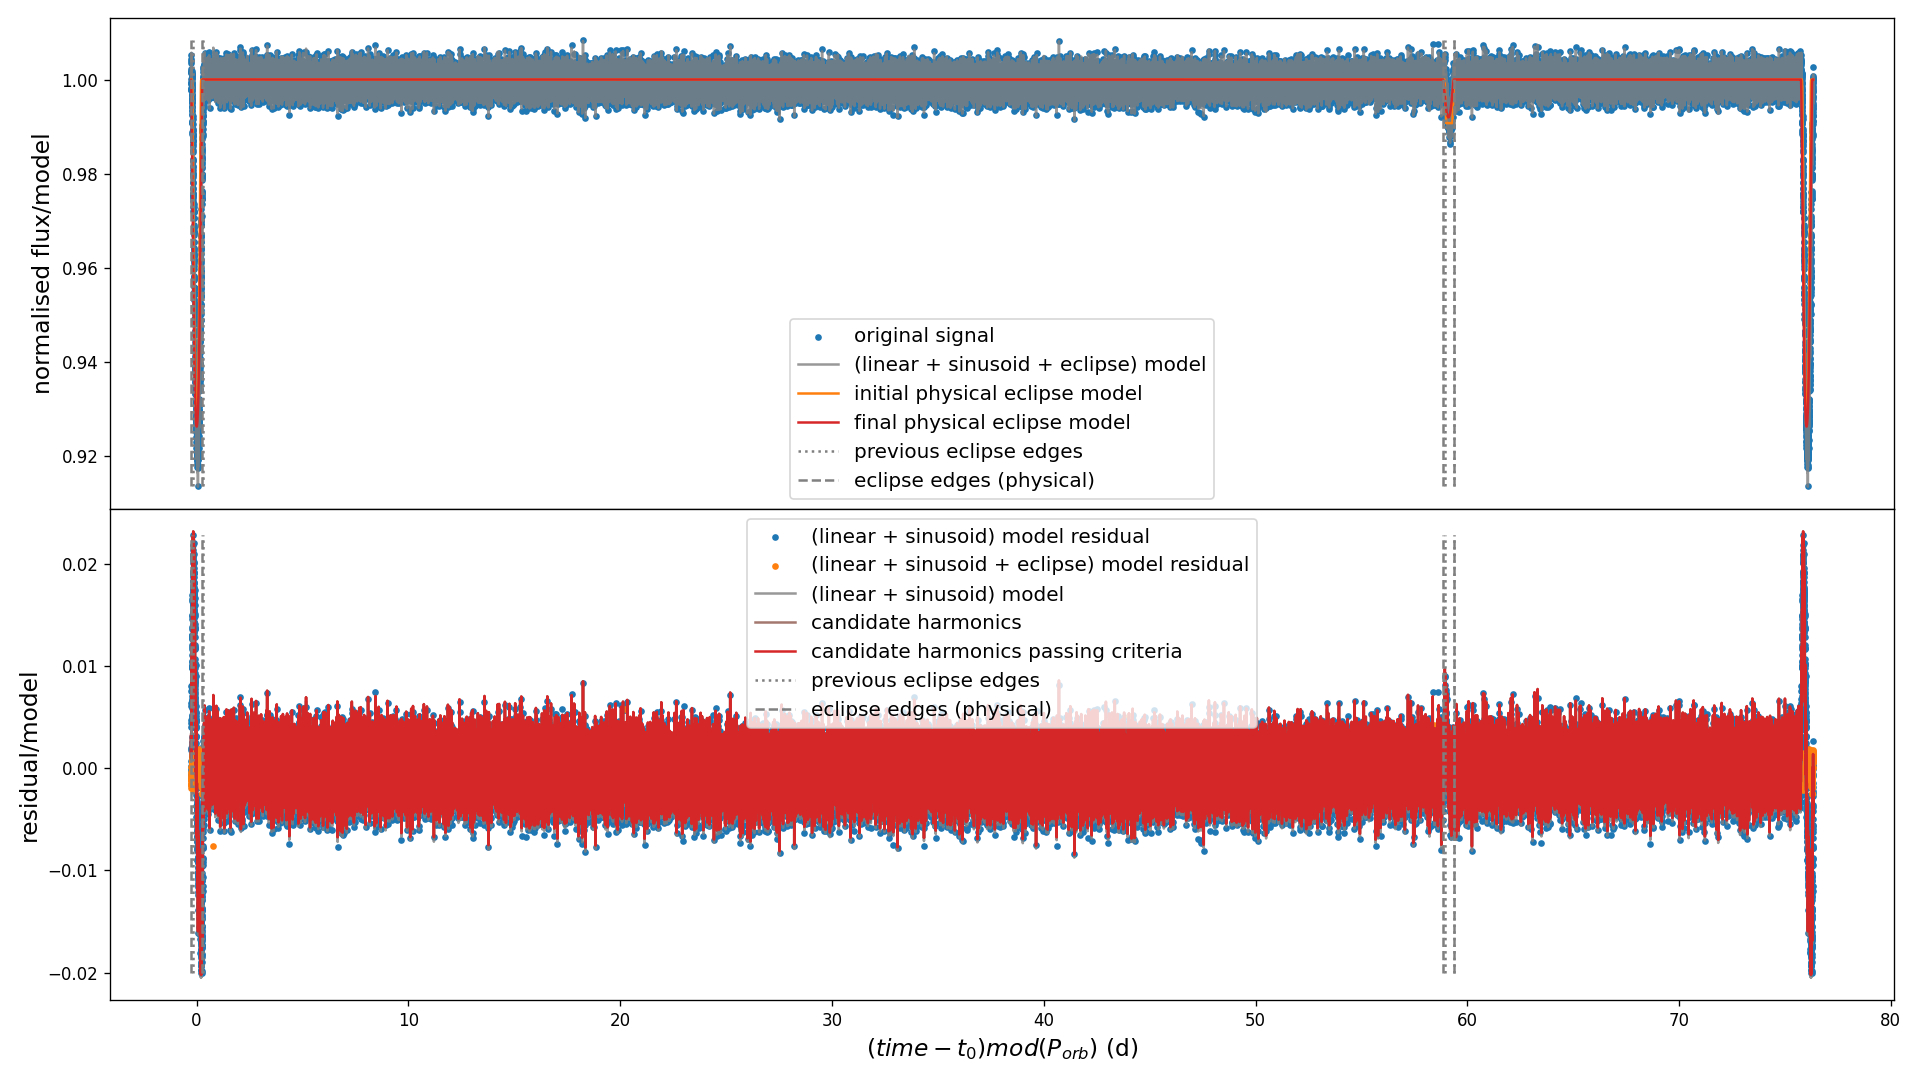 normalised flux/model
1.00
0.98
0.96
0.94
0.92
original signal
(linear + sinusoid + eclipse) model
initial physical eclipse model
final physical eclipse model
previous eclipse edges
eclipse edges (physical)
residual/model
0.02
0.01
0.00
−0.01
−0.02
(linear + sinusoid) model residual
(linear + sinusoid + eclipse) model residual
(linear + sinusoid) model
candidate harmonics
candidate harmonics passing criteria
previous eclipse edges
eclipse edges (physical)
0 10 20 30 40 50 60 70 80
(time − t₀)mod(P_orb) (d)